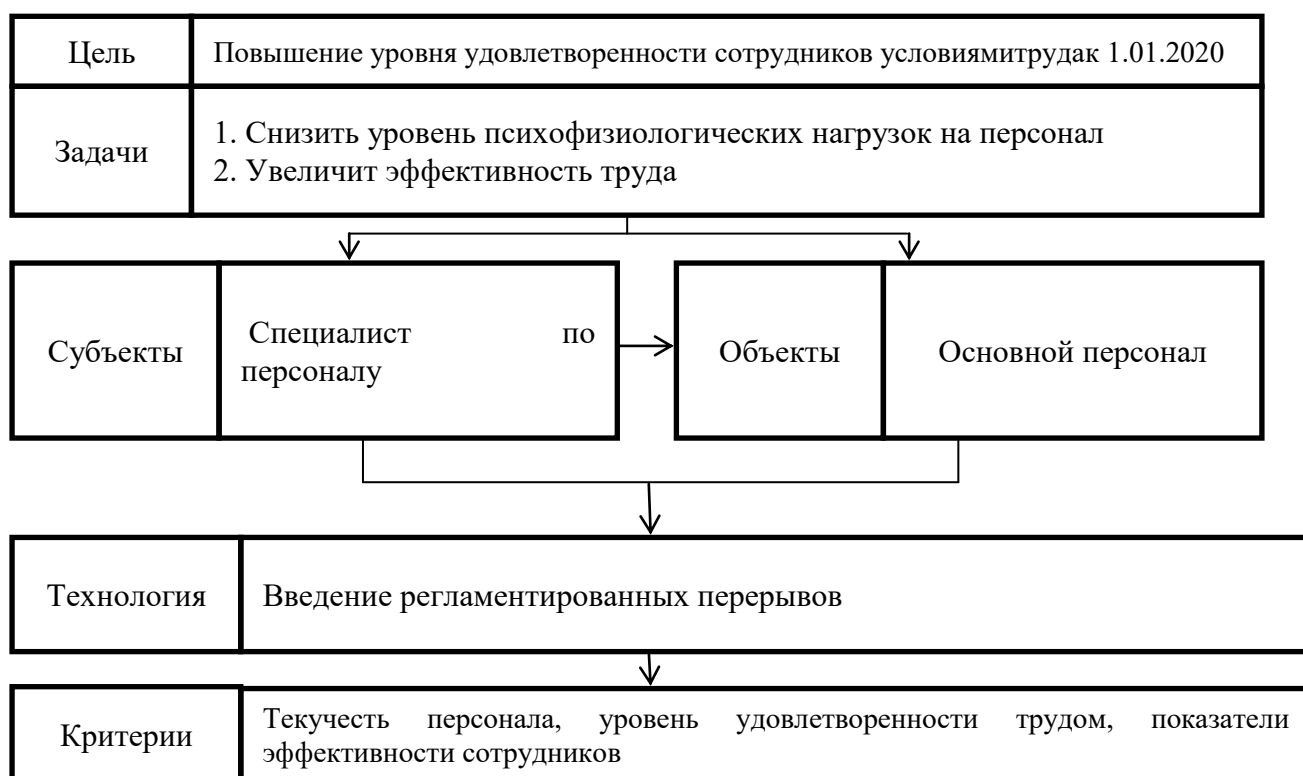 Цель
Повышение уровня удовлетворенности сотрудников условиямитрудак 1.01.2020
Задачи
1. Снизить уровень психофизиологических нагрузок на персонал
2. Увеличит эффективность труда
Субъекты
Специалист по
персоналу
Объекты
Основной персонал
Технология
Введение регламентированных перерывов
Критерии
Текучесть персонала, уровень удовлетворенности трудом, показатели
эффективности сотрудников